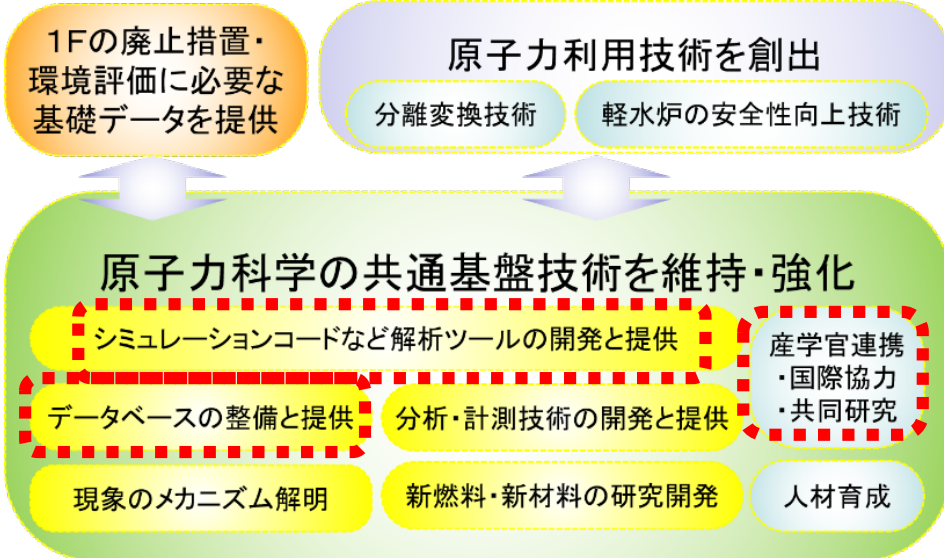 1Fの廃止措置・
環境評価に必要な
基礎データを提供
原子力利用技術を創出
分離変換技術
軽水炉の安全性向上技術
原子力科学の共通基盤技術を維持・強化
シミュレーションコードなど解析ツールの開発と提供
産学官連携
・国際協力
・共同研究
データベースの整備と提供
分析・計測技術の開発と提供
現象のメカニズム解明
新燃料・新材料の研究開発
人材育成